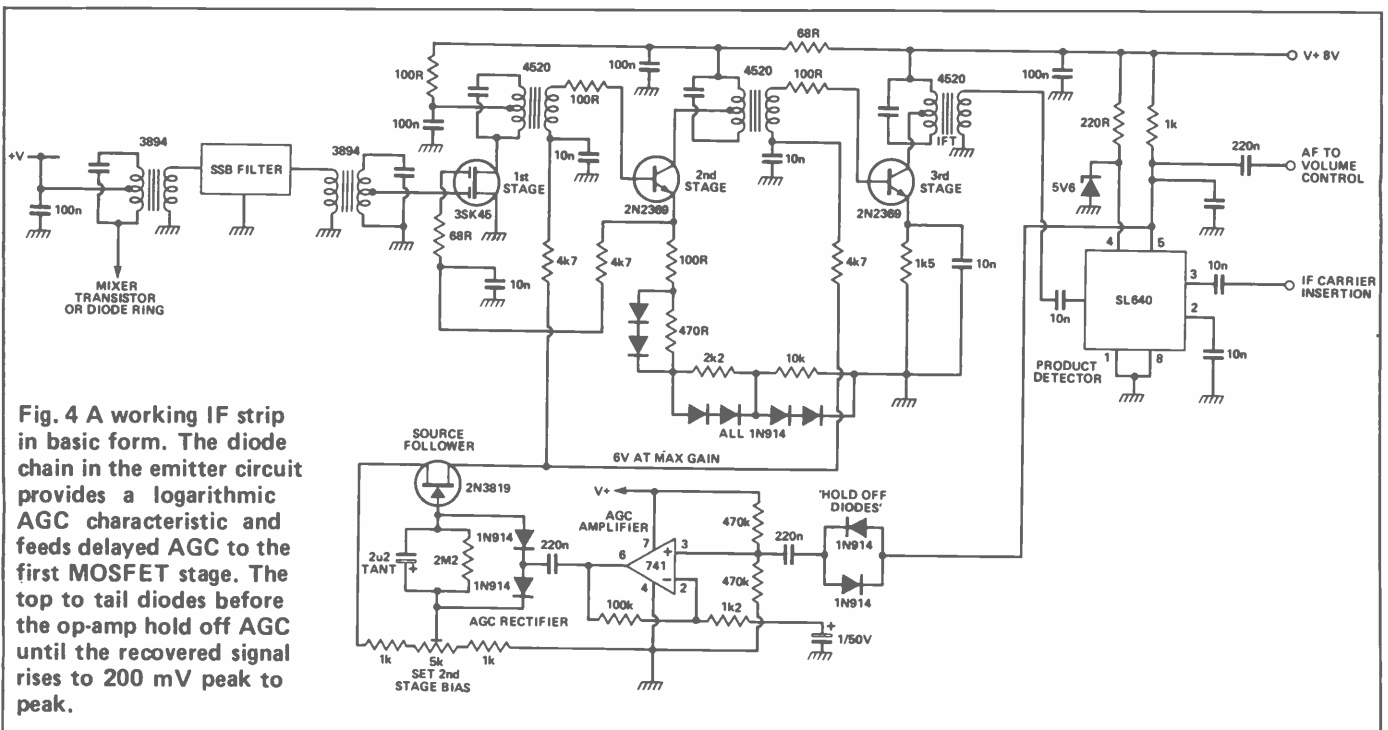 68R
V+ 8V
100R
100n
4520
100R
100n
4520
100R
4520
100n
220R
1k
100n
3894
+V
100n
SSB FILTER
3894
10n
1st
STAGE
3SK45
68R
10n
4k7
4k7
2N2369
2nd
STAGE
10n
100R
470R
2k2
10k
ALL 1N914
4k7
2N2369
3rd
STAGE
IFT
1k5
10n
220n
AF TO
VOLUME
CONTROL
5V6
4
5
SL640
3
10n
IF CARRIER
INSERTION
2
10n
10n
1
8
PRODUCT
DETECTOR
MIXER
TRANSISTOR
OR DIODE RING
SOURCE
FOLLOWER
6V AT MAX GAIN
2N3819
V+
AGC
AMPLIFIER
'HOLD OFF
DIODES'
1N914
1N914
220n
470k
470k
7
3
+
741
6
−
2
4
220n
100k
1k2
+
1/50V
2u2
TANT
+
2M2
1N914
1N914
AGC RECTIFIER
1k
5k
1k
SET 2nd
STAGE BIAS
Fig. 4 A working IF strip
in basic form. The diode
chain in the emitter circuit
provides a logarithmic
AGC characteristic and
feeds delayed AGC to the
first MOSFET stage. The
top to tail diodes before
the op-amp hold off AGC
until the recovered signal
rises to 200 mV peak to
peak.